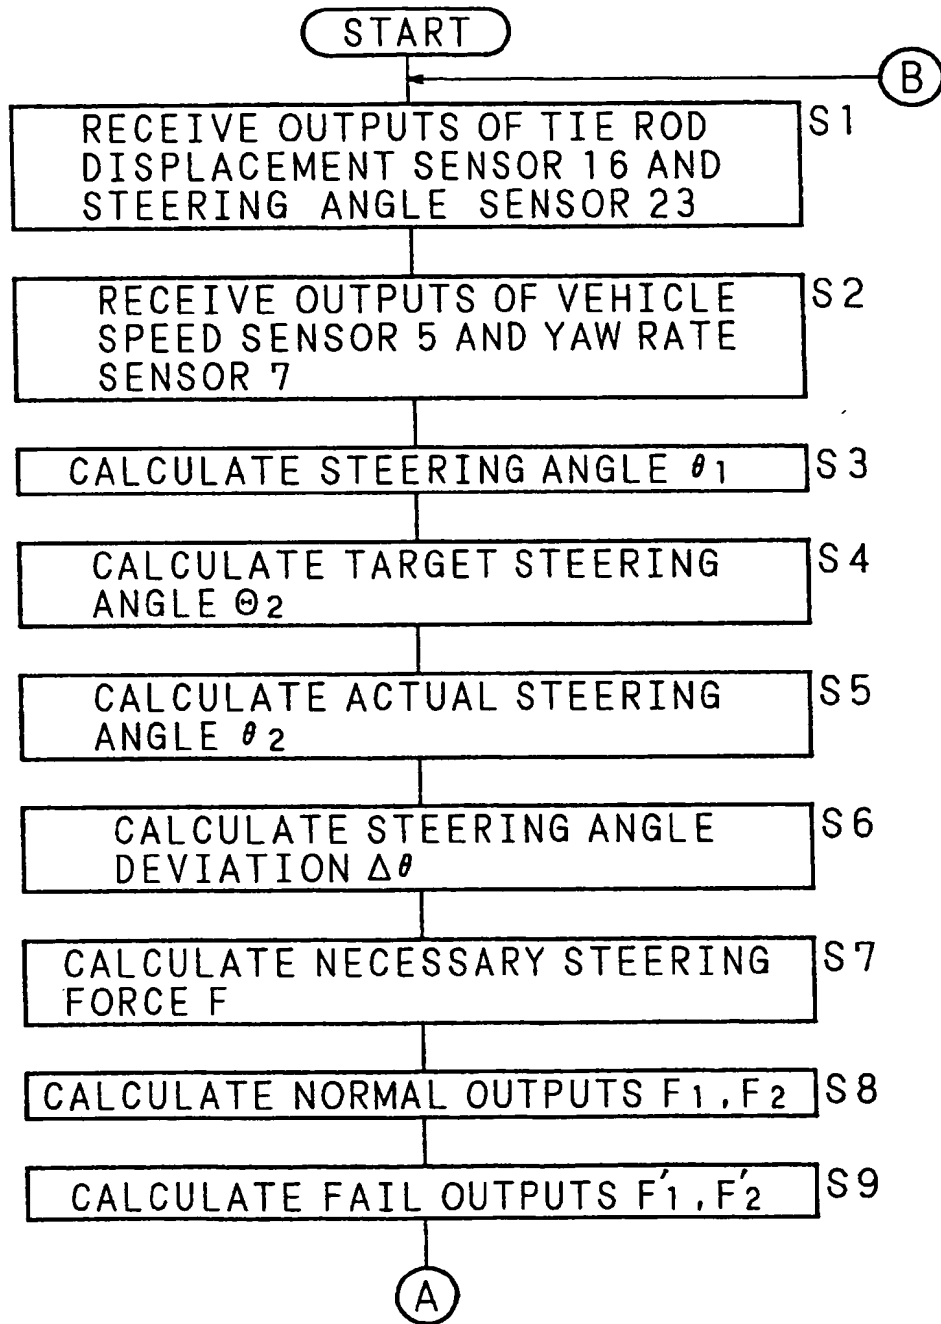 START
B
RECEIVE OUTPUTS OF TIE ROD
DISPLACEMENT SENSOR 16 AND
STEERING ANGLE SENSOR 23
S1
RECEIVE OUTPUTS OF VEHICLE
SPEED SENSOR 5 AND YAW RATE
SENSOR 7
S2
CALCULATE STEERING ANGLE θ1
S3
CALCULATE TARGET STEERING
ANGLE Θ2
S4
CALCULATE ACTUAL STEERING
ANGLE θ2
S5
CALCULATE STEERING ANGLE
DEVIATION Δθ
S6
CALCULATE NECESSARY STEERING
FORCE F
S7
CALCULATE NORMAL OUTPUTS F1, F2
S8
CALCULATE FAIL OUTPUTS F'1, F'2
S9
A